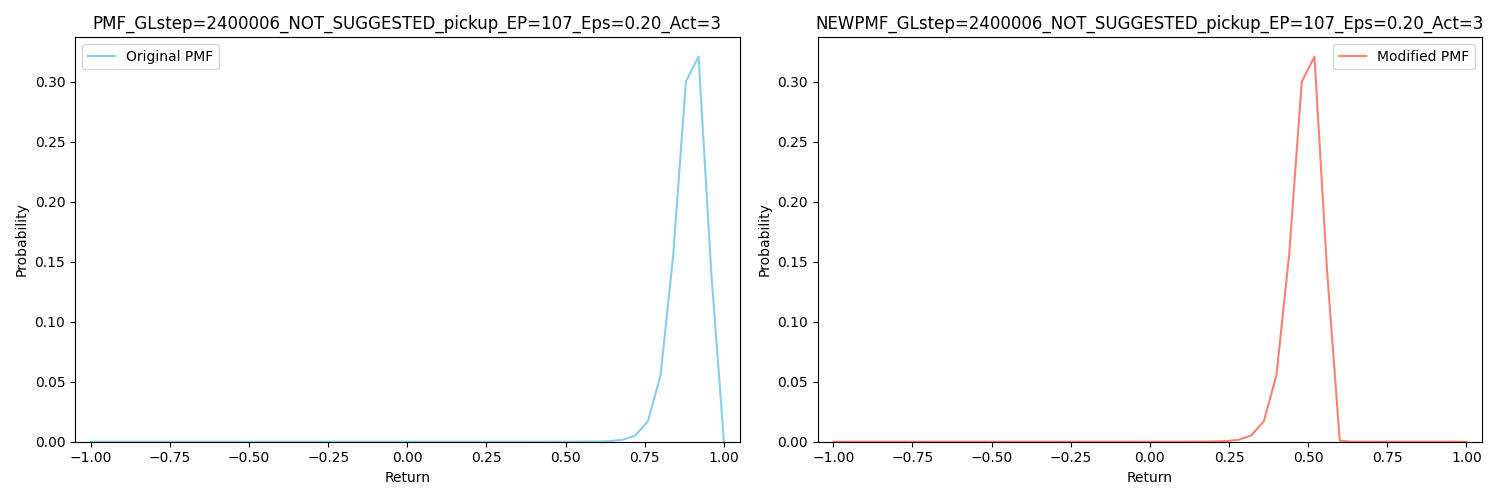 PMF_GLstep=2400006_NOT_SUGGESTED_pickup_EP=107_Eps=0.20_Act=3
Original PMF
Probability
0.30
0.25
0.20
0.15
0.10
0.05
0.00
−1.00 −0.75 −0.50 −0.25 0.00 0.25 0.50 0.75 1.00
Return
NEWPMF_GLstep=2400006_NOT_SUGGESTED_pickup_EP=107_Eps=0.20_Act=3
Modified PMF
Probability
0.30
0.25
0.20
0.15
0.10
0.05
0.00
−1.00 −0.75 −0.50 −0.25 0.00 0.25 0.50 0.75 1.00
Return